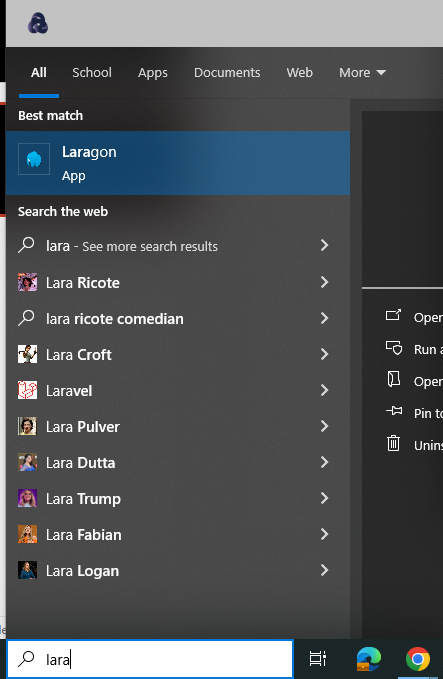 All School Apps Documents Web More
Best match
Laragon
App
Search the web
lara - See more search results
Lara Ricote
lara ricote comedian
Lara Croft
Laravel
Lara Pulver
Lara Dutta
Lara Trump
Lara Fabian
Lara Logan
Open
Run a
Open
Pin to
Unins
lara